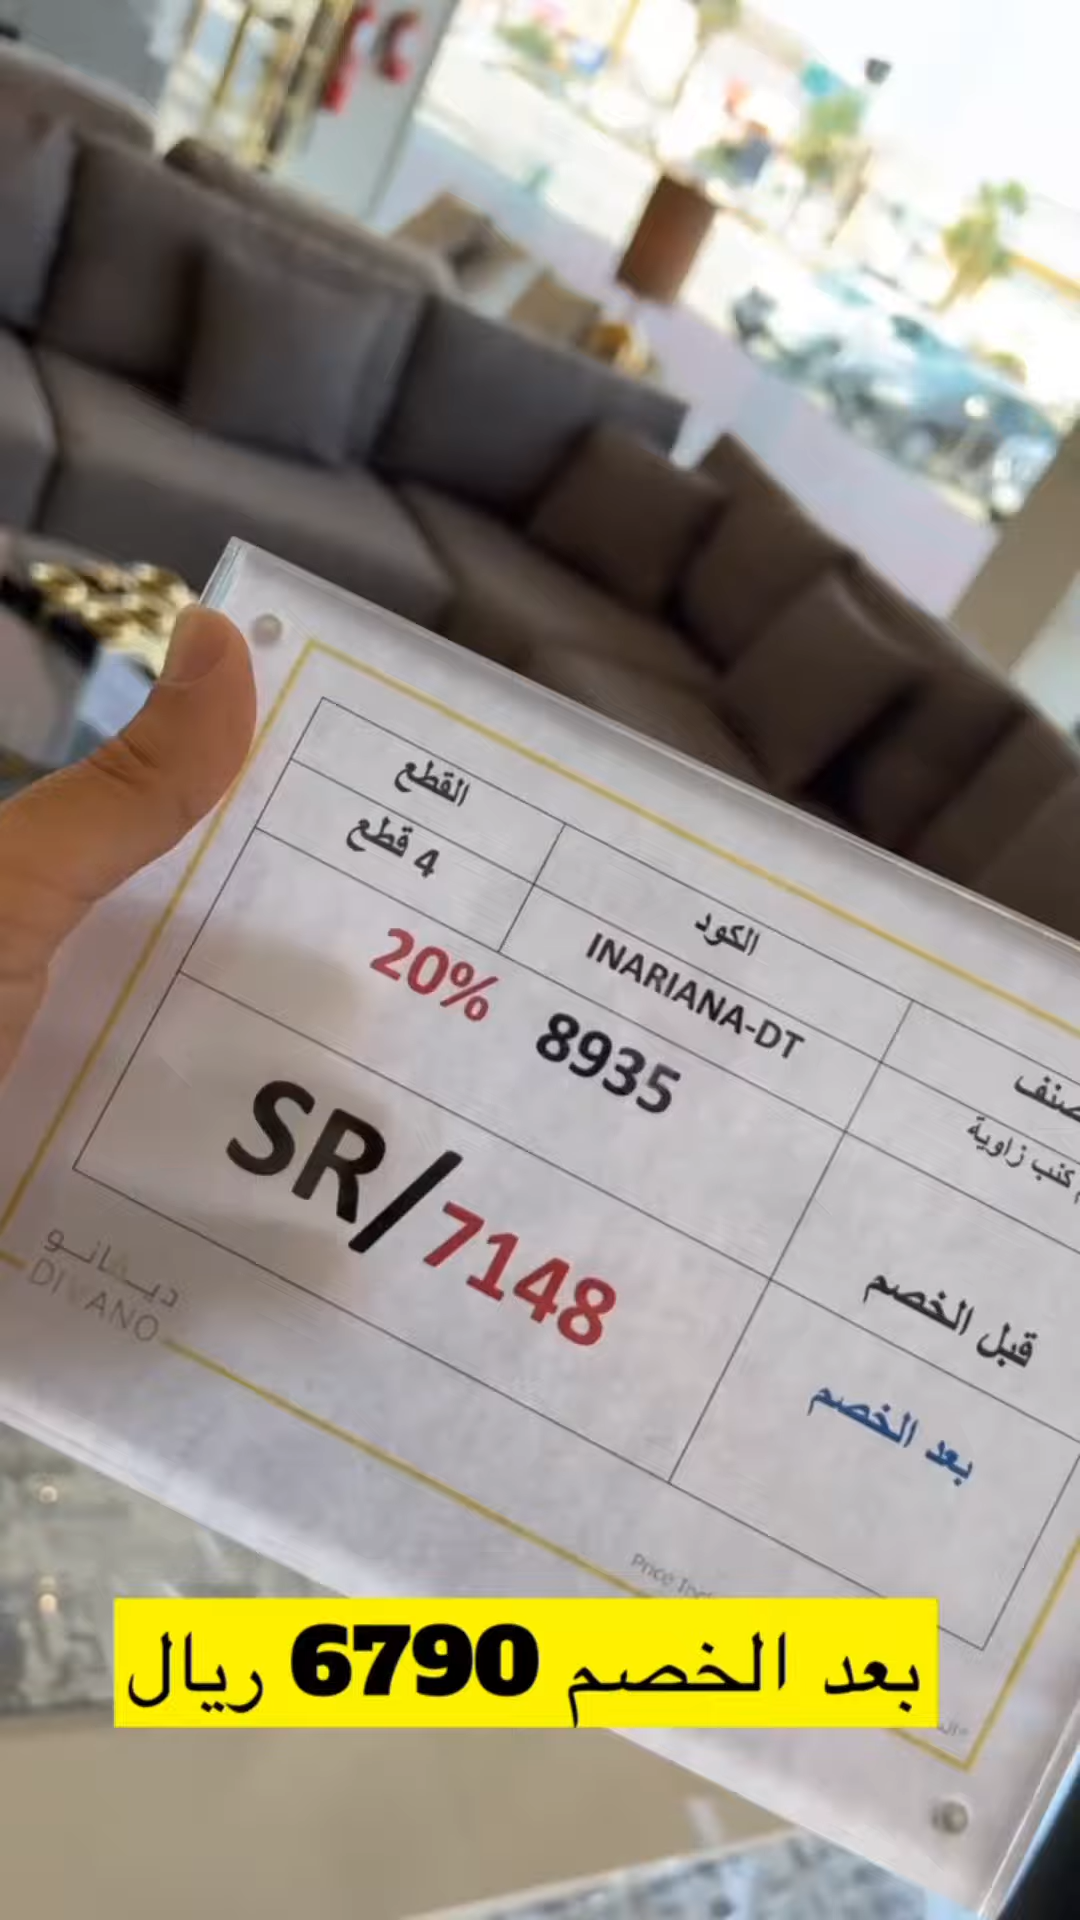 القطع
الكود
4 قطع
INARIANA-DT
كنب زاوية
20% 8935
قبل الخصم
SR/7148
بعد الخصم
ديفانو
DIVANO
Price
بعد الخصم 6790 ريال